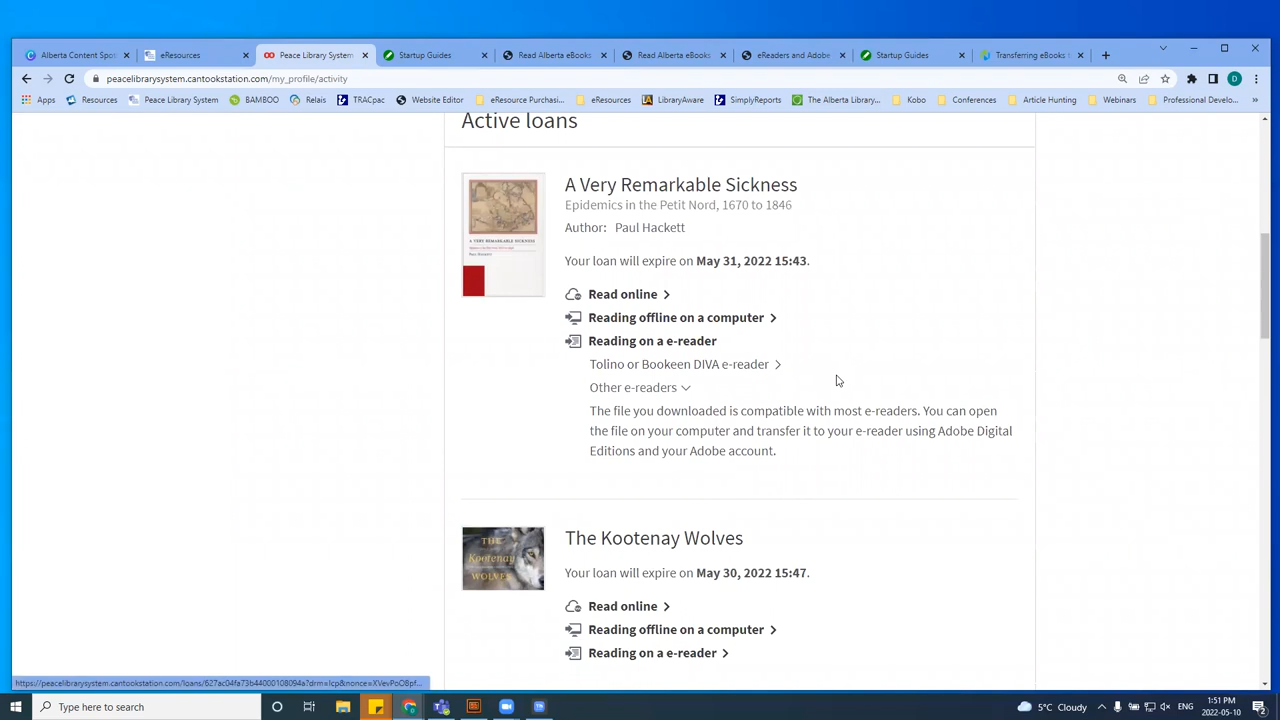 Alberta Content Spo
eResources
Peace Library System
Startup Guides
Read Alberta eBooks
Read Alberta eBooks
eReaders and Adobe
Startup Guides
Transferring eBooks t
peacelibrarysystem.cantookstation.com/my_profile/activity
Apps
Resources
Peace Library System
BAMBOO
Relais
TRACpac
Website Editor
eResource Purchasi...
eResources
LibraryAware
SimplyReports
The Alberta Library...
Kobo
Conferences
Article Hunting
Webinars
Professional Develo...
Active loans
A VERY REMARKABLE SICKNESS
A Very Remarkable Sickness
Epidemics in the Petit Nord, 1670 to 1846
Author: Paul Hackett
Your loan will expire on May 31, 2022 15:43.
Read online
Reading offline on a computer
Reading on a e-reader
Tolino or Bookeen DIVA e-reader
Other e-readers
The file you downloaded is compatible with most e-readers. You can open
the file on your computer and transfer it to your e-reader using Adobe Digital
Editions and your Adobe account.
THE
Kootenay
WOLVES
The Kootenay Wolves
Your loan will expire on May 30, 2022 15:47.
Read online
Reading offline on a computer
Reading on a e-reader
Type here to search
5°C Cloudy
ENG
1:51 PM
2022-05-10
2